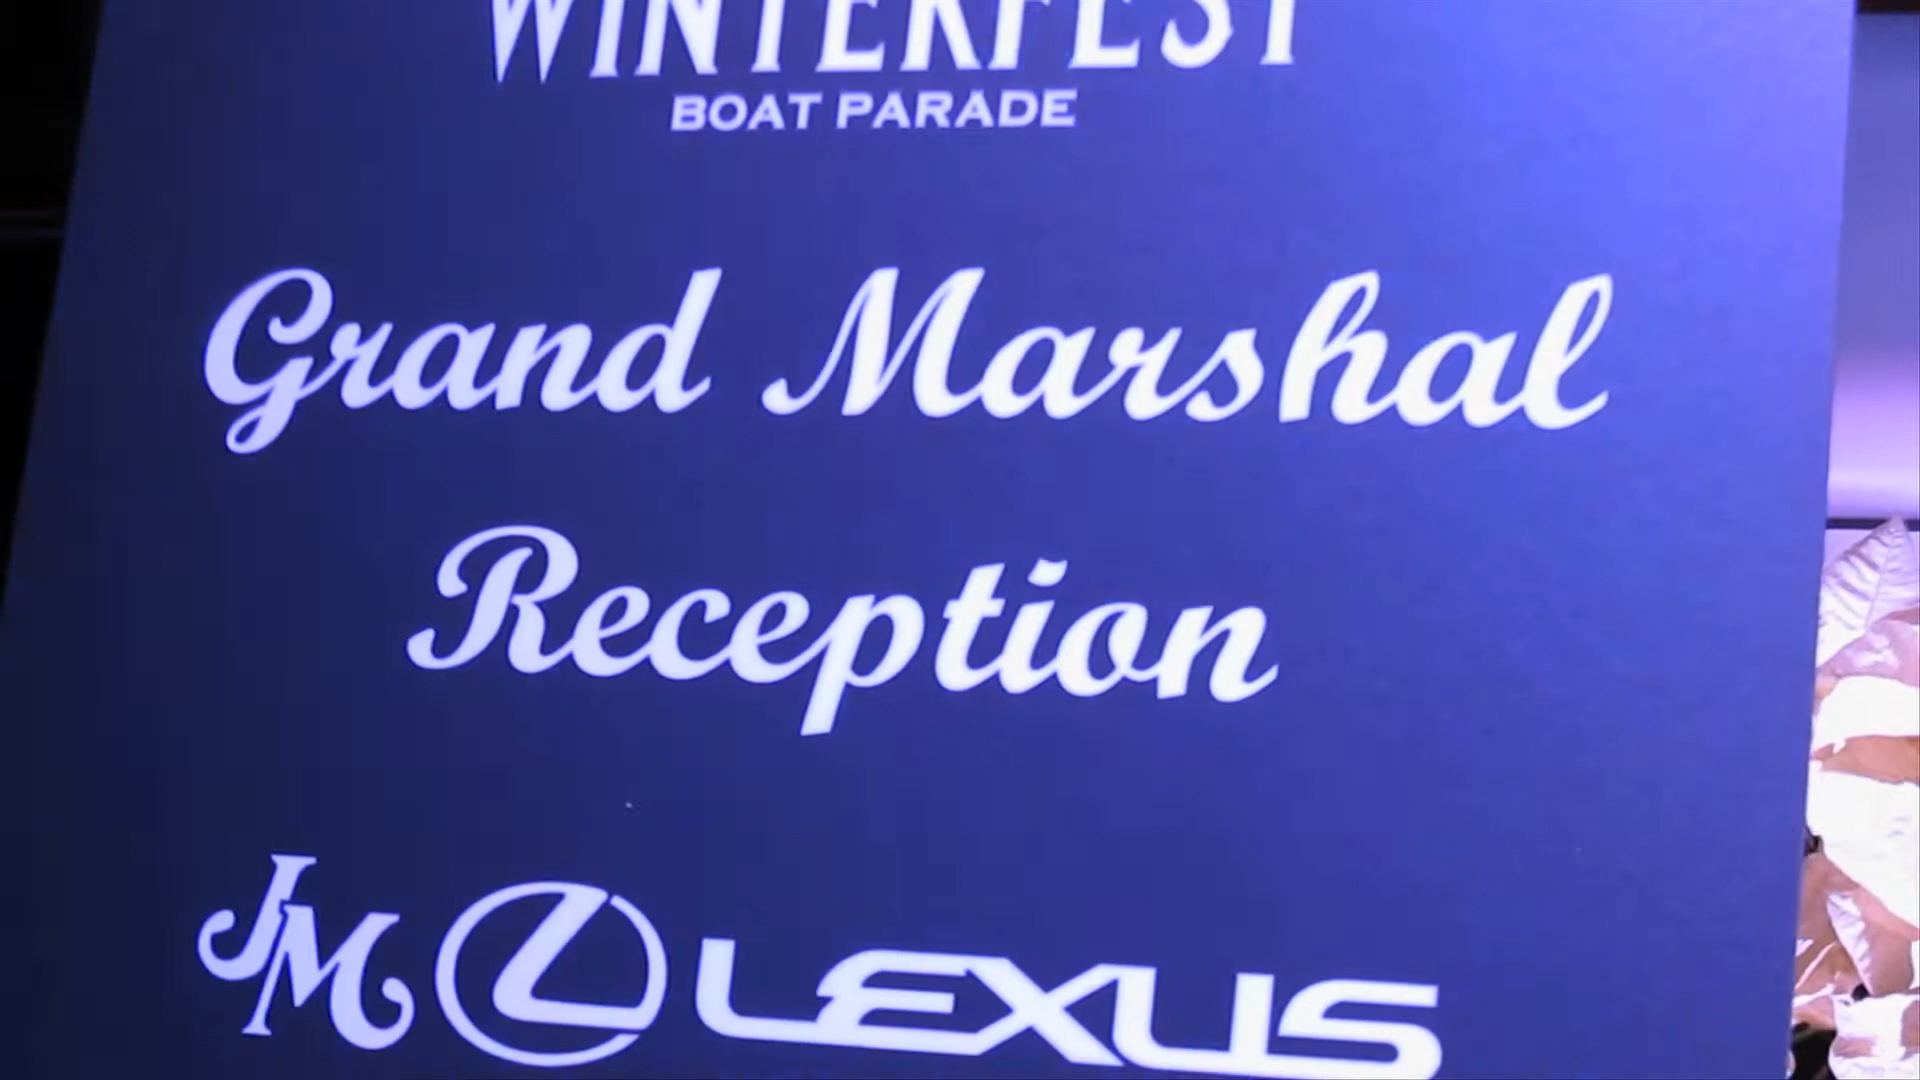 WINTERFEST
BOAT PARADE
Grand Marshal
Reception
JM LEXUS